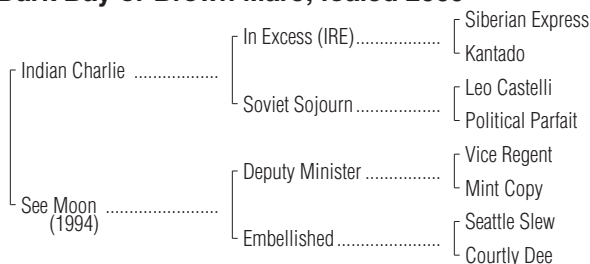 Dark Bay or Brown Mare; foaled 2009
Siberian Express
In Excess (IRE)
Kantado
Indian Charlie
Leo Castelli
Soviet Sojourn
Political Parfait
Vice Regent
Deputy Minister
Mint Copy
See Moon
(1994)
Seattle Slew
Embellished
Courtly Dee